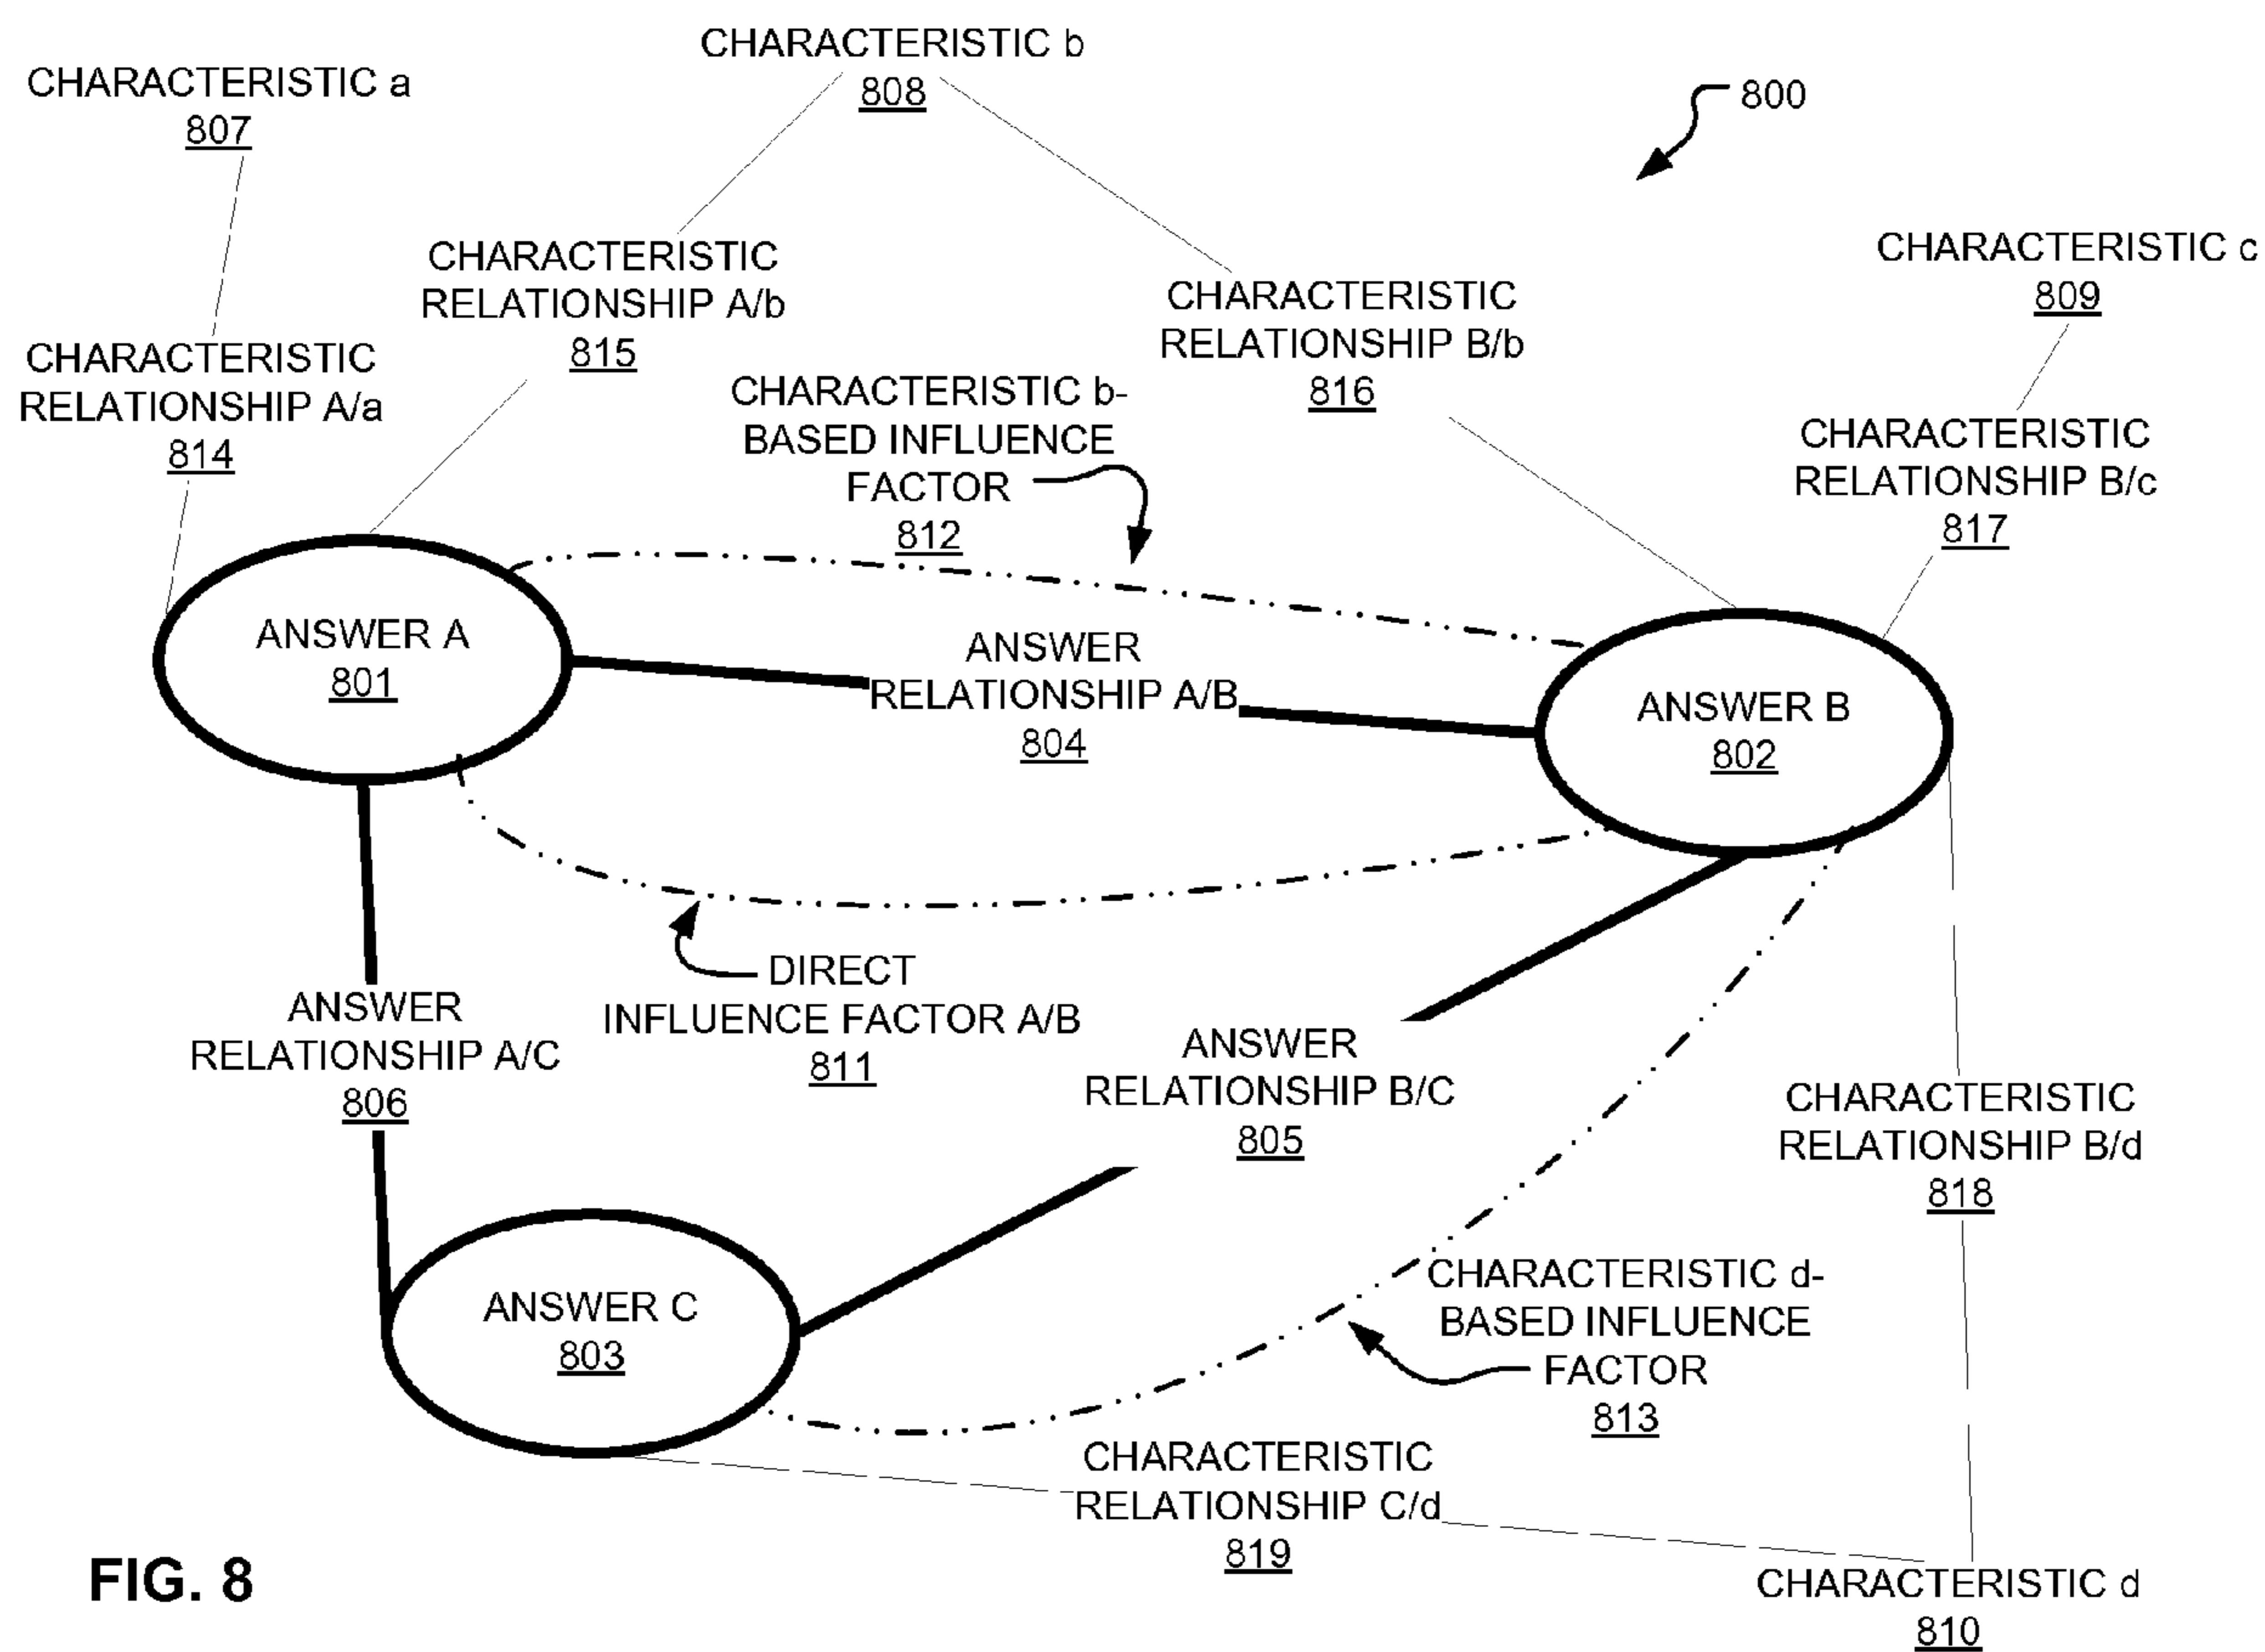 CHARACTERISTIC b
808
CHARACTERISTIC a
807
800
CHARACTERISTIC c
809
CHARACTERISTIC
RELATIONSHIP A/b
815
CHARACTERISTIC
RELATIONSHIP B/b
816
CHARACTERISTIC
RELATIONSHIP A/a
814
CHARACTERISTIC b-
BASED INFLUENCE
FACTOR
812
CHARACTERISTIC
RELATIONSHIP B/c
817
ANSWER A
801
ANSWER
RELATIONSHIP A/B
804
ANSWER B
802
DIRECT
INFLUENCE FACTOR A/B
811
ANSWER
RELATIONSHIP A/C
806
ANSWER
RELATIONSHIP B/C
805
CHARACTERISTIC
RELATIONSHIP B/d
818
ANSWER C
803
CHARACTERISTIC d-
BASED INFLUENCE
FACTOR
813
CHARACTERISTIC
RELATIONSHIP C/d
819
CHARACTERISTIC d
810
FIG. 8